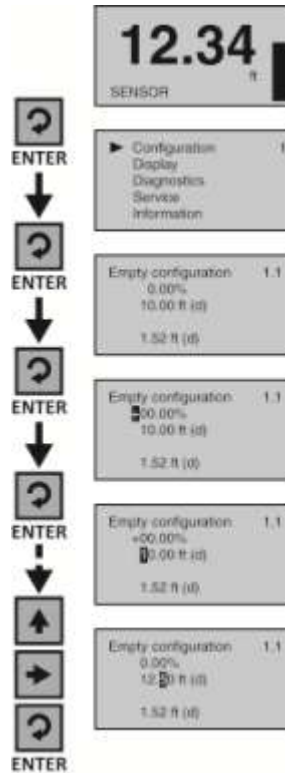 12.34
ft
SENSOR
ENTER
Configuration
Display
Diagnostics
Service
Information
ENTER
Empty configuration 1.1
0.00%
10.00 ft (d)
1.52 ft (d)
ENTER
Empty configuration 1.1
+00.00%
10.00 ft (d)
1.52 ft (d)
ENTER
Empty configuration 1.1
+00.00%
10.00 ft (d)
1.52 ft (d)
Empty configuration 1.1
0.00%
12.50 ft (d)
1.52 ft (d)
ENTER